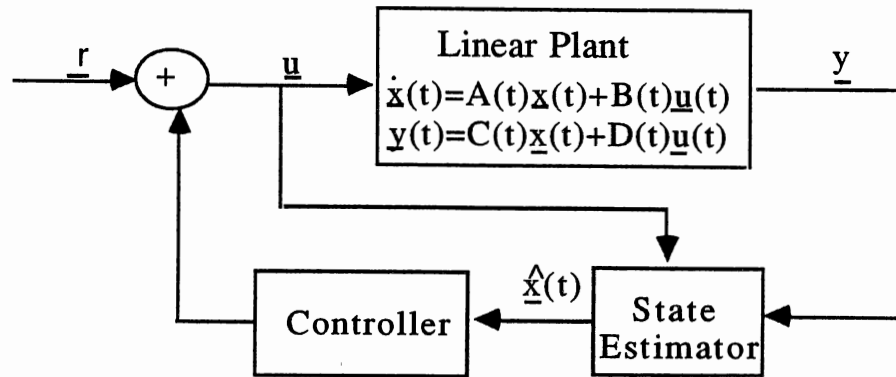 r
+
u
Linear Plant
ẋ(t)=A(t)x(t)+B(t)u(t)
y(t)=C(t)x(t)+D(t)u(t)
y
Controller
x̂(t)
State
Estimator